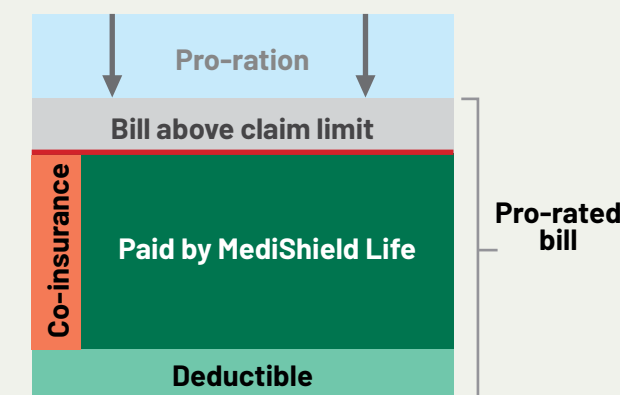 Pro-ration
Bill above claim limit
Co-insurance
Paid by MediShield Life
Pro-rated
bill
Deductible